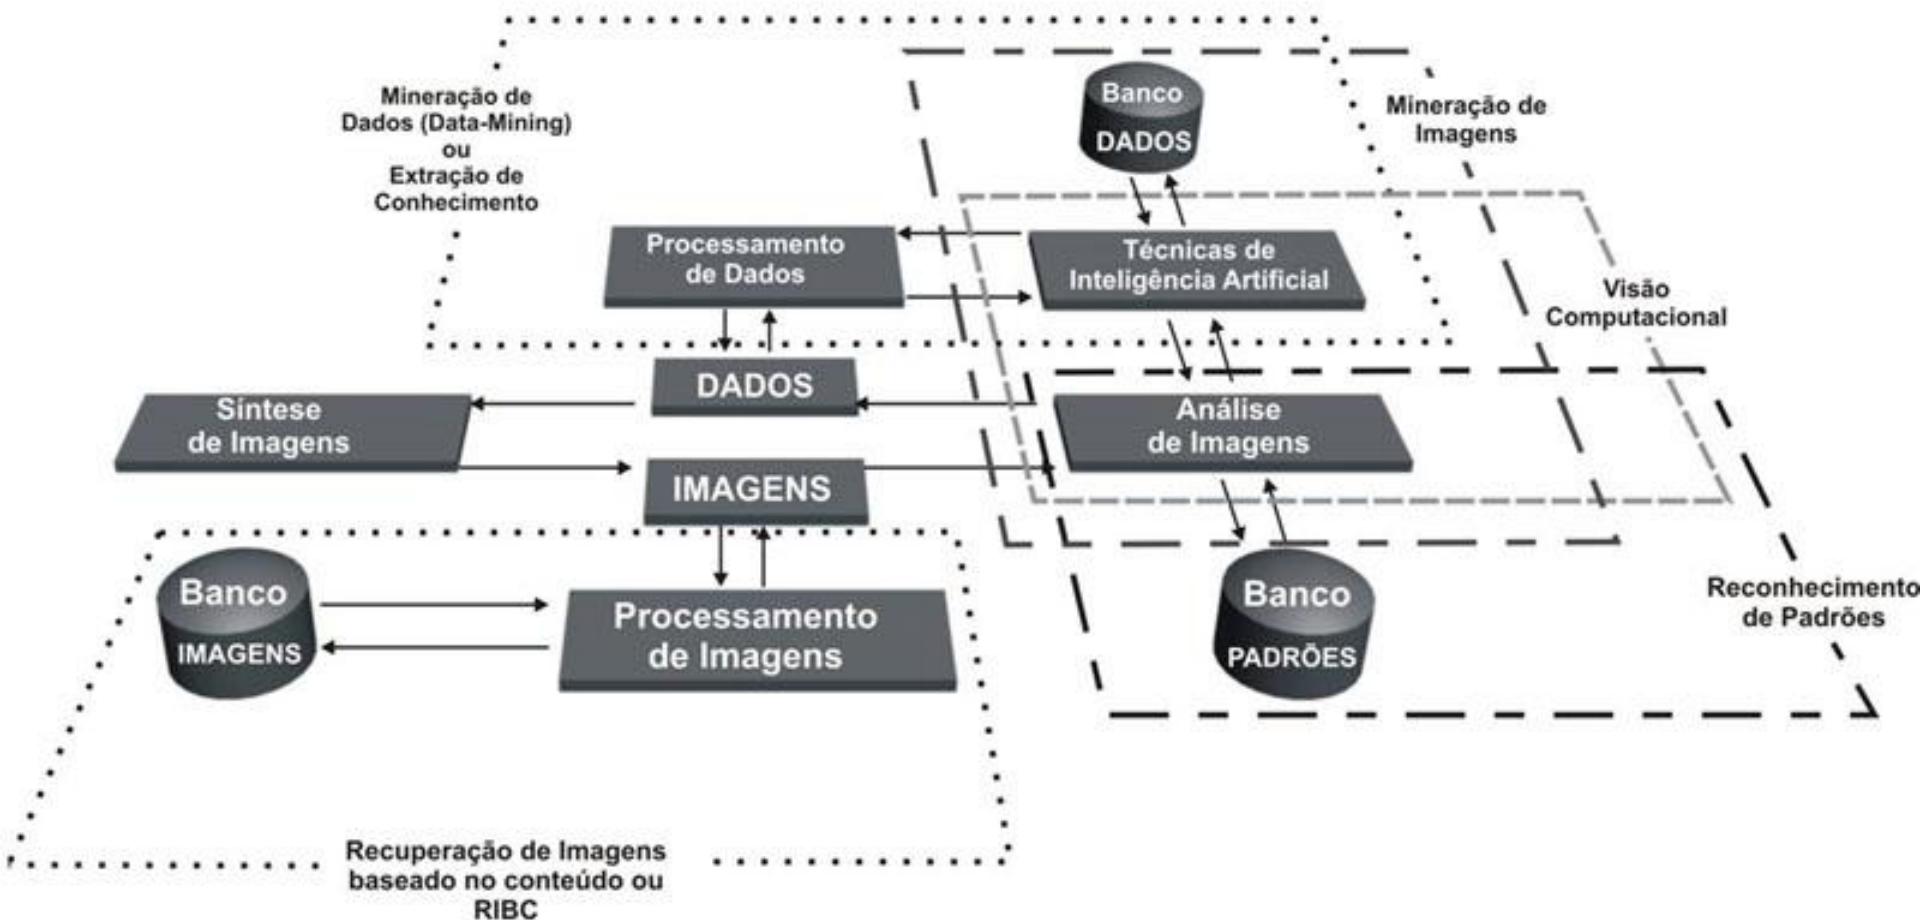 Mineração de
Dados (Data-Mining)
ou
Extração de
Conhecimento
Banco
DADOS
Mineração de
Imagens
Processamento
de Dados
Técnicas de
Inteligência Artificial
Visão
Computacional
DADOS
Síntese
de Imagens
Análise
de Imagens
IMAGENS
Banco
IMAGENS
Processamento
de Imagens
Banco
PADRÕES
Reconhecimento
de Padrões
Recuperação de Imagens
baseado no conteúdo ou
RIBC